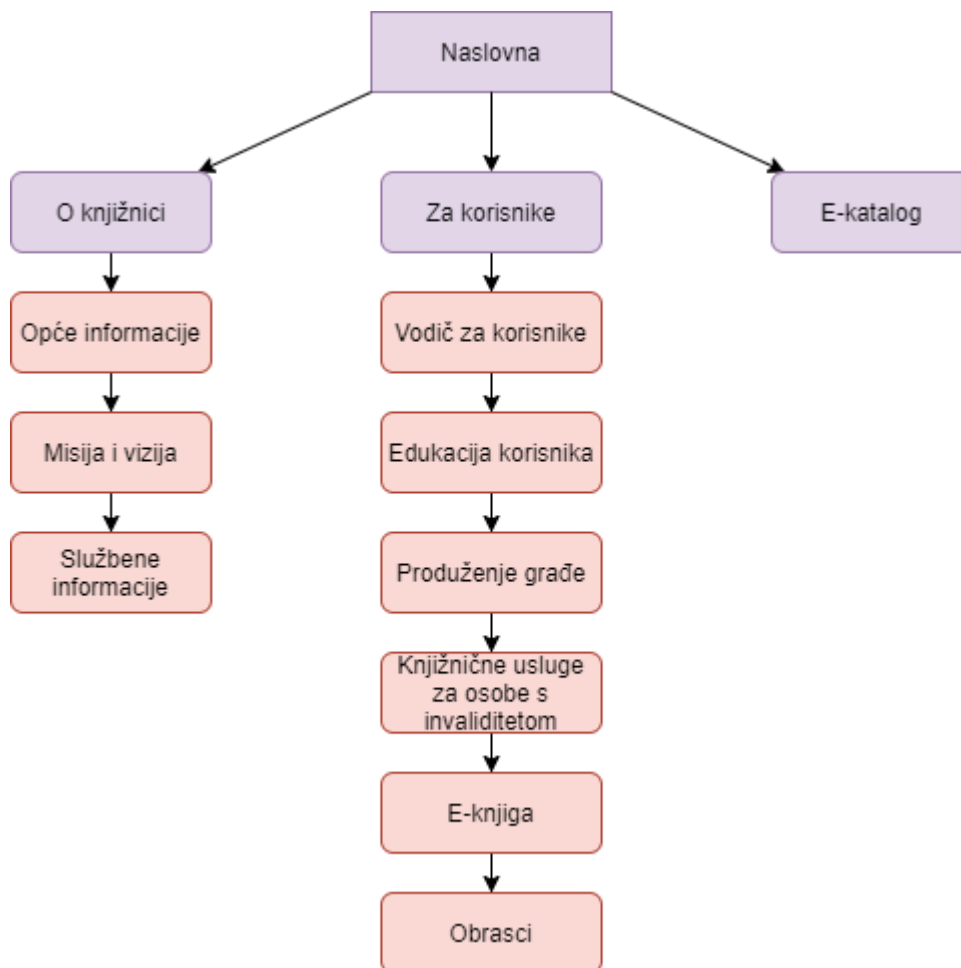 Naslovna
O knjižnici
Za korisnike
E-katalog
Opće informacije
Vodič za korisnike
Misija i vizija
Edukacija korisnika
Službene
informacije
Produženje građe
Knjižnične usluge
za osobe s
invaliditetom
E-knjiga
Obrasci